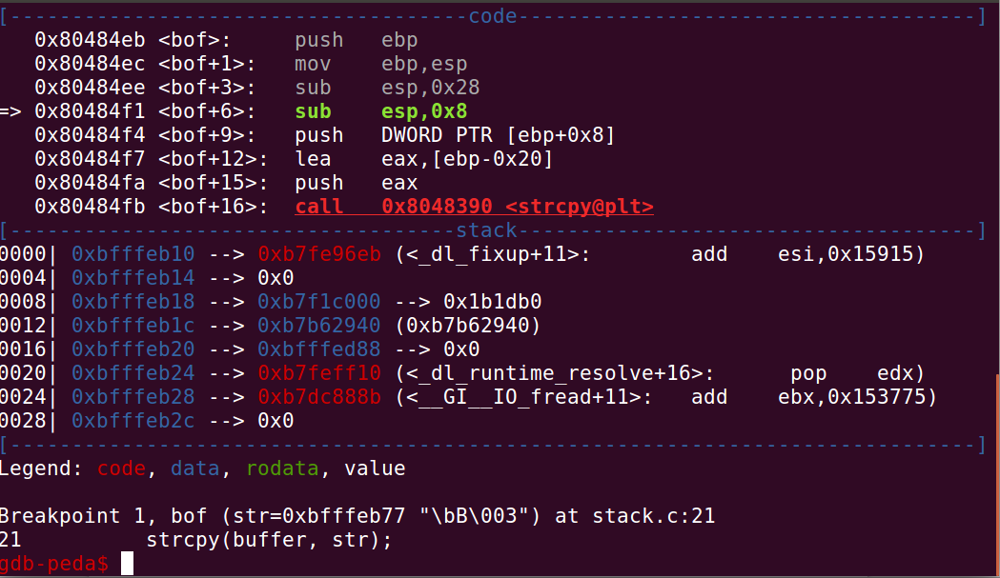 [-------------------------------------code-------------------------------------]
   0x80484eb <bof>:	push   ebp
   0x80484ec <bof+1>:	mov    ebp,esp
   0x80484ee <bof+3>:	sub    esp,0x28
=> 0x80484f1 <bof+6>:	sub    esp,0x8
   0x80484f4 <bof+9>:	push   DWORD PTR [ebp+0x8]
   0x80484f7 <bof+12>:	lea    eax,[ebp-0x20]
   0x80484fa <bof+15>:	push   eax
   0x80484fb <bof+16>:	call   0x8048390 <strcpy@plt>
[------------------------------------stack-------------------------------------]
0000| 0xbfffeb10 --> 0xb7fe96eb (<_dl_fixup+11>:	add    esi,0x15915)
0004| 0xbfffeb14 --> 0x0
0008| 0xbfffeb18 --> 0xb7f1c000 --> 0x1b1db0
0012| 0xbfffeb1c --> 0xb7b62940 (0xb7b62940)
0016| 0xbfffeb20 --> 0xbfffed88 --> 0x0
0020| 0xbfffeb24 --> 0xb7feff10 (<_dl_runtime_resolve+16>:	pop    edx)
0024| 0xbfffeb28 --> 0xb7dc888b (<__GI__IO_fread+11>:	add    ebx,0x153775)
0028| 0xbfffeb2c --> 0x0
[------------------------------------------------------------------------------]
Legend: code, data, rodata, value
Breakpoint 1, bof (str=0xbfffeb77 "\bB\003") at stack.c:21
21	    strcpy(buffer, str);
gdb-peda$